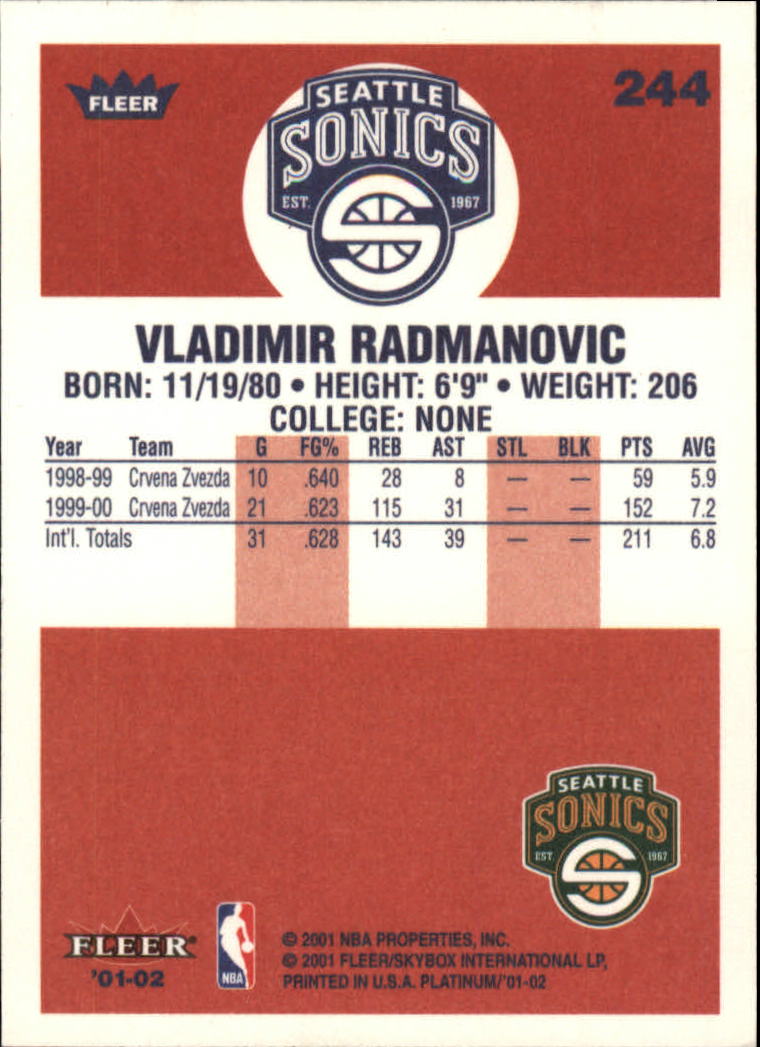 FLEER
SEATTLE
SONICS
EST. 1967
S
244
VLADIMIR RADMANOVIC
BORN: 11/19/80 • HEIGHT: 6'9" • WEIGHT: 206
COLLEGE: NONE
Year Team G FG% REB AST STL BLK PTS AVG
1998-99 Crvena Zvezda 10 .640 28 8 — — 59 5.9
1999-00 Crvena Zvezda 21 .623 115 31 — — 152 7.2
Int'l. Totals 31 .628 143 39 — — 211 6.8
SEATTLE
SONICS
EST. 1967
S
FLEER
'01-02
NBA
© 2001 NBA PROPERTIES, INC.
© 2001 FLEER/SKYBOX INTERNATIONAL LP,
PRINTED IN U.S.A. PLATINUM/'01-02